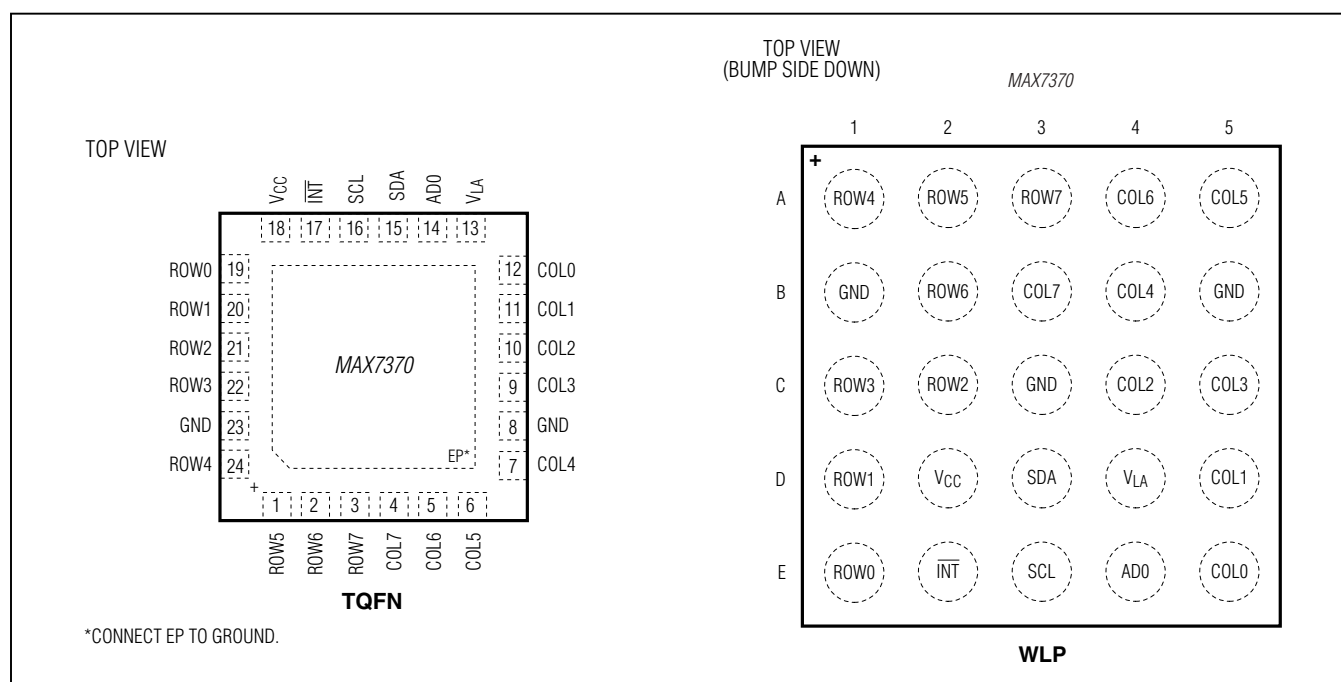 TOP VIEW
VCC INT SCL SDA AD0 VLA
18 17 16 15 14 13
ROW0 19 12 COL0
ROW1 20 11 COL1
ROW2 21 10 COL2
MAX7370
ROW3 22 9 COL3
GND 23 8 GND
EP*
ROW4 24 7 COL4
+
1 2 3 4 5 6
ROW5 ROW6 ROW7 COL7 COL6 COL5
TQFN
*CONNECT EP TO GROUND.
TOP VIEW
(BUMP SIDE DOWN)
MAX7370
1 2 3 4 5
+
A ROW4 ROW5 ROW7 COL6 COL5
B GND ROW6 COL7 COL4 GND
C ROW3 ROW2 GND COL2 COL3
D ROW1 VCC SDA VLA COL1
E ROW0 INT SCL AD0 COL0
WLP